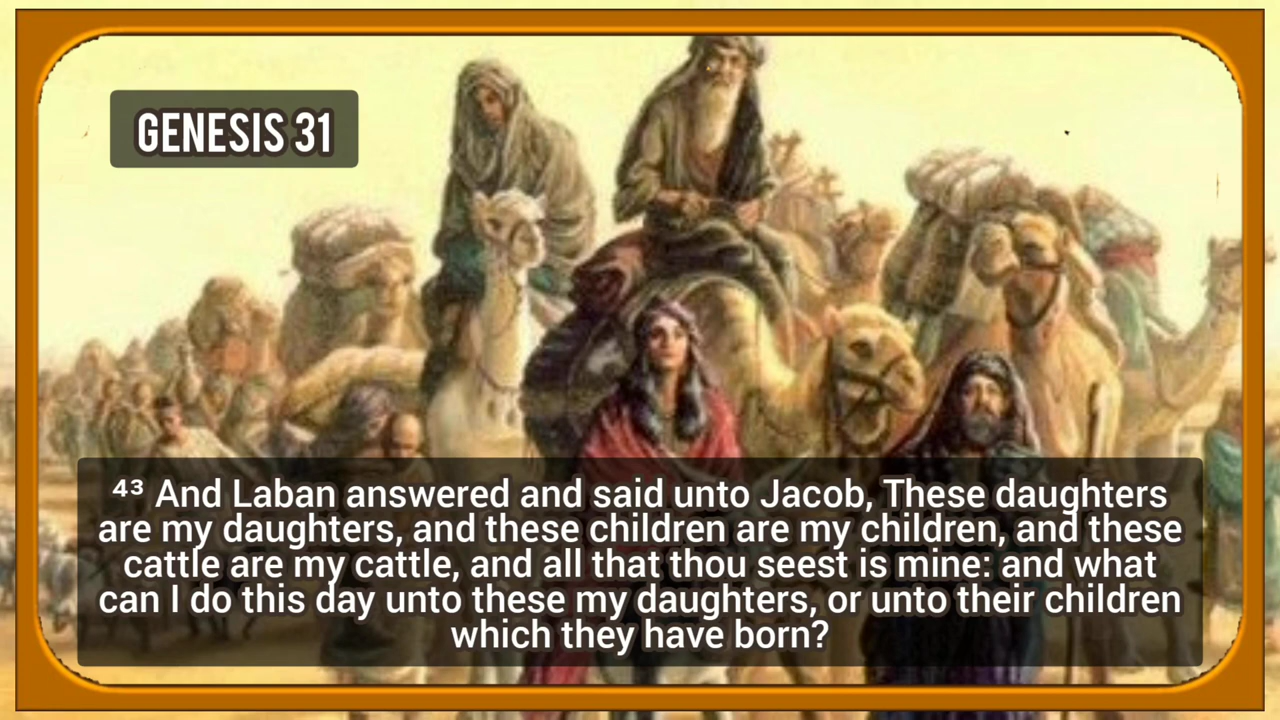 GENESIS 31
⁴³ And Laban answered and said unto Jacob, These daughters
are my daughters, and these children are my children, and these
cattle are my cattle, and all that thou seest is mine: and what
can I do this day unto these my daughters, or unto their children
which they have born?